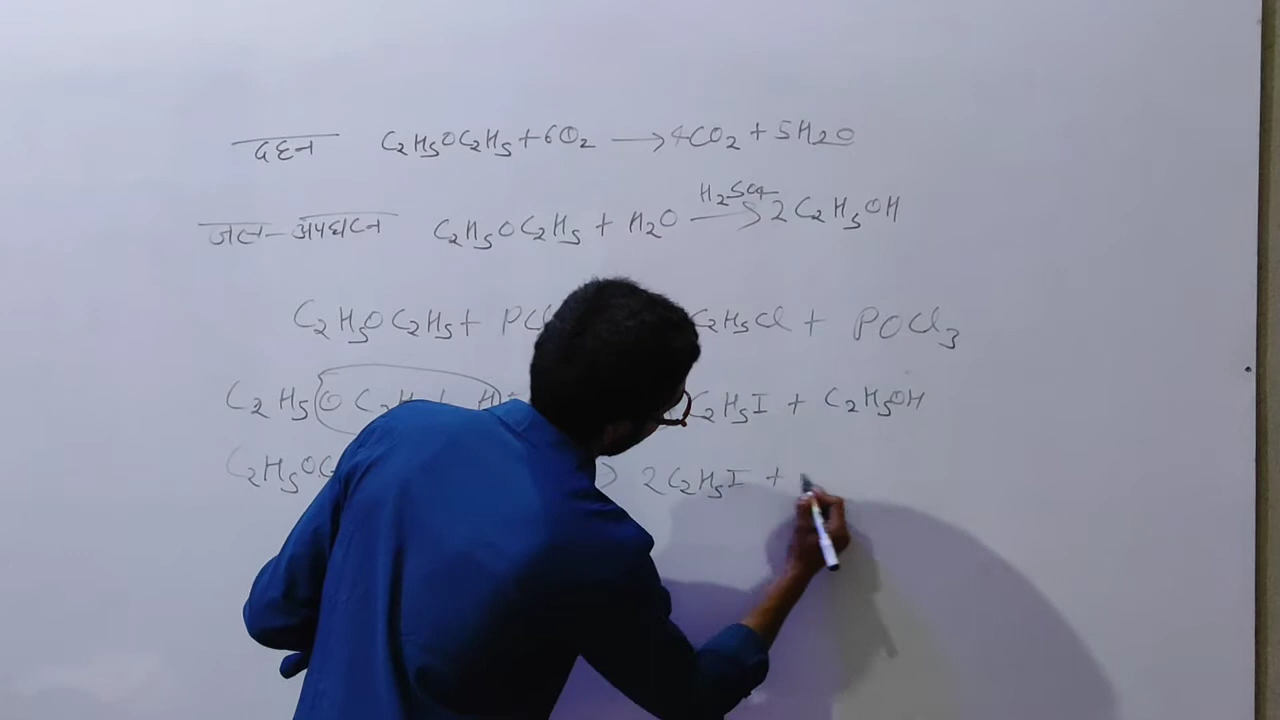 दहन C₂H₅OC₂H₅ + 6O₂ → 4CO₂ + 5H₂O
जल-अपघटन C₂H₅OC₂H₅ + H₂O H₂SO₄ → 2C₂H₅OH
C₂H₅OC₂H₅ + PCl C₂H₅Cl + POCl₃
C₂H₅OC₂H₅ + H C₂H₅I + C₂H₅OH
C₂H₅OC → 2C₂H₅I +